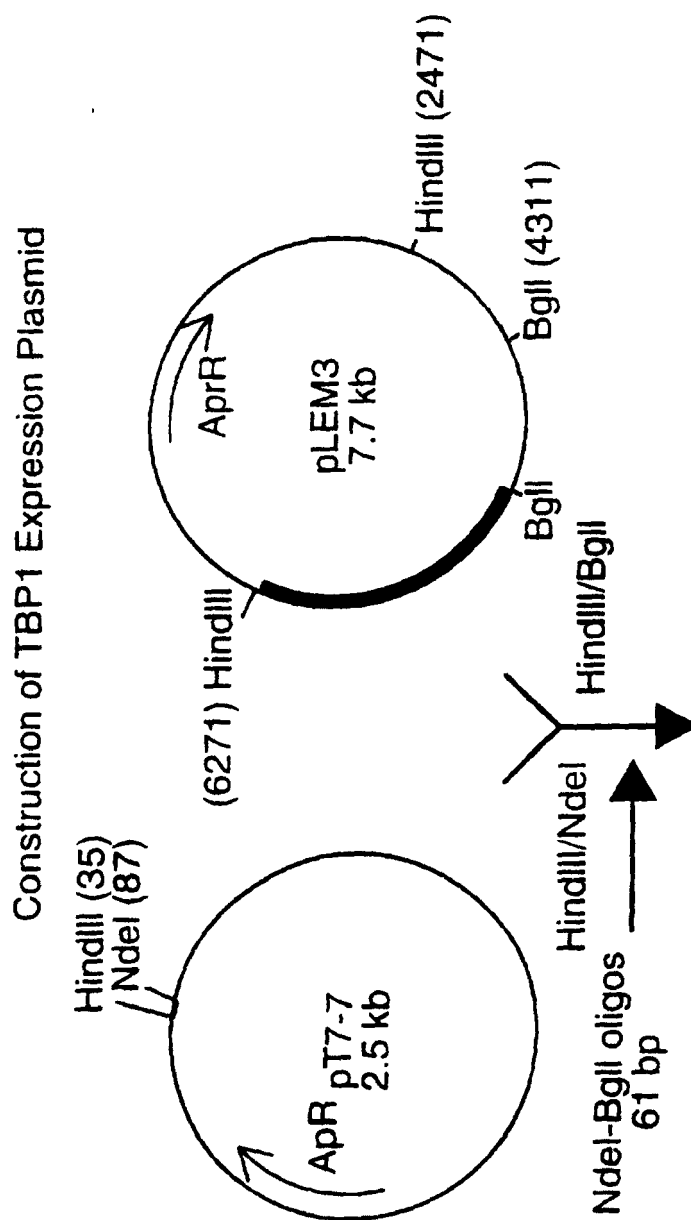 Construction of TBP1 Expression Plasmid
HindIII (35)
NdeI (87)
ApR
pT7-7
2.5 kb
(6271) HindIII
AprR
pLEM3
7.7 kb
HindIII (2471)
BglI (4311)
BglI
HindIII/NdeI
HindIII/BglI
NdeI-BglI oligos
61 bp